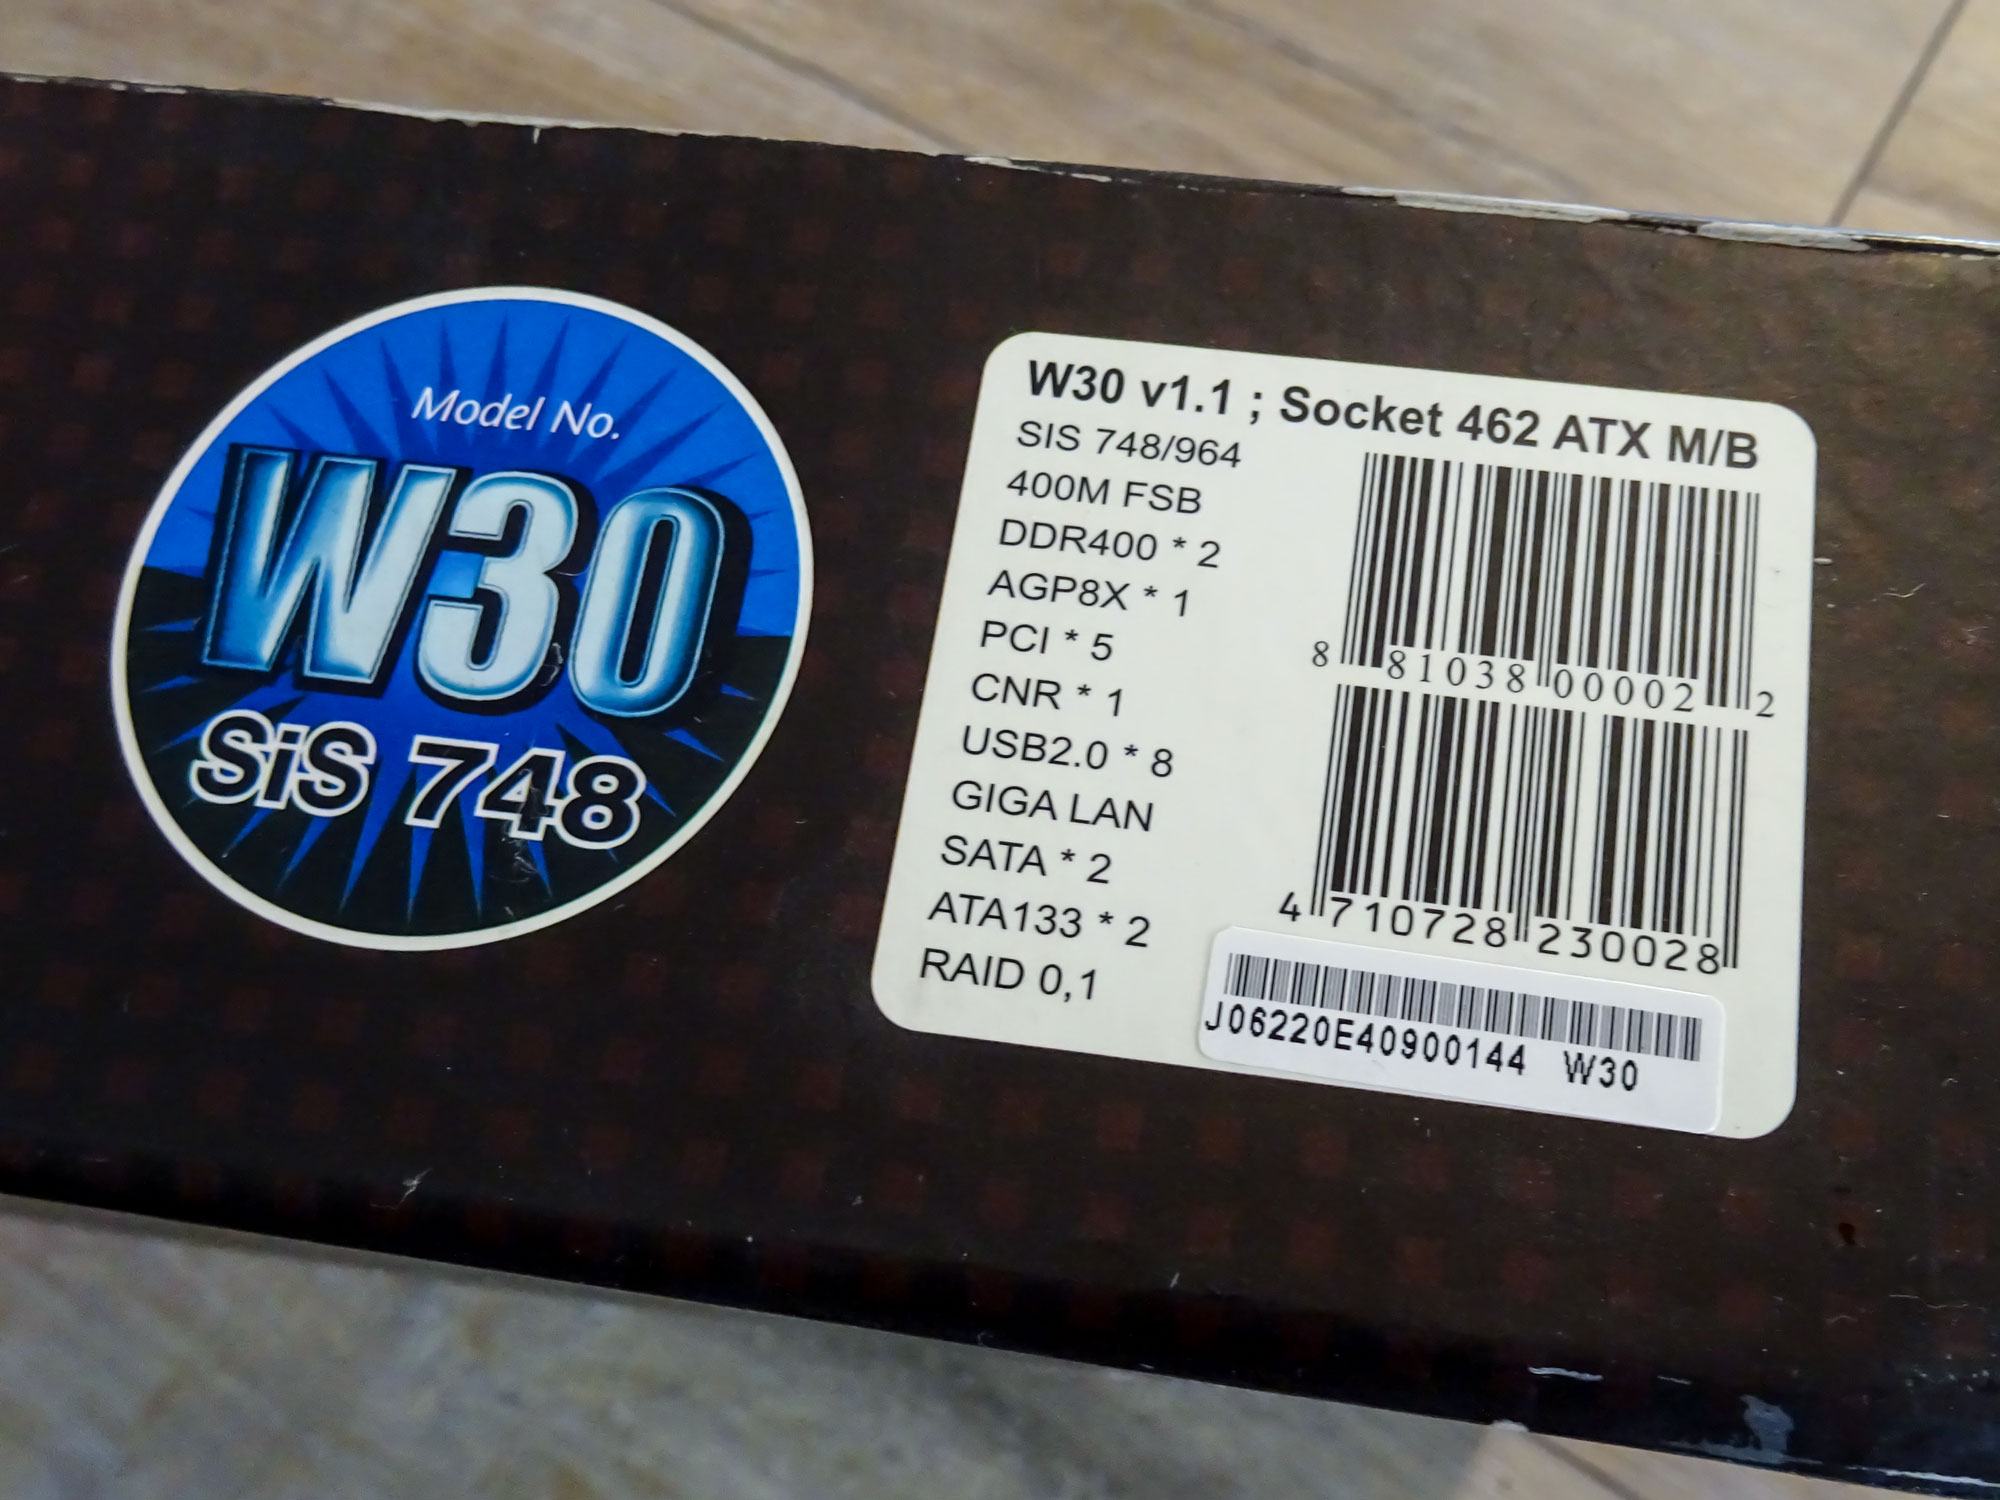 Model No.
W30
SiS 748
W30 v1.1 ; Socket 462 ATX M/B
SIS 748/964
400M FSB
DDR400 * 2
AGP8X * 1
PCI * 5
CNR * 1
USB2.0 * 8
GIGA LAN
SATA * 2
ATA133 * 2
RAID 0,1
8 81038 00002 2
4 710728 230028
J06220E40900144 W30